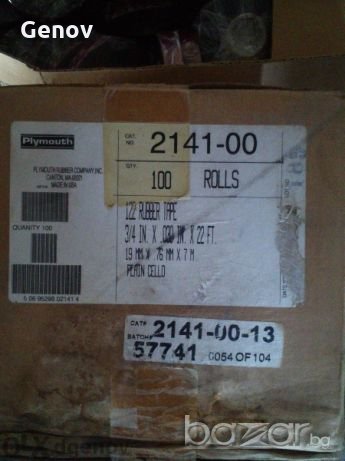 Genov
Plymouth
PLYMOUTH RUBBER COMPANY, INC.
CANTON, MA 02021
MADE IN USA
QUANTITY 100
CAT. NO. 2141-00
QTY. 100 ROLLS
122 RUBBER TAPE
3/4 IN. X .030 IN. X 22 FT.
19 MM X .76 MM X 7 M
PLAIN CELLO
CAT# 2141-00-13
BATCH# 57741 0054 OF 104
bazar.bg